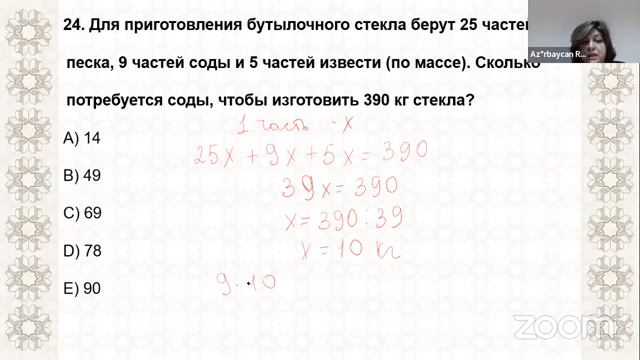 24. Для приготовления бутылочного стекла берут 25 частей
песка, 9 частей соды и 5 частей извести (по массе). Сколько
потребуется соды, чтобы изготовить 390 кг стекла?
1 часть - x
A) 14
25x + 9x + 5x = 390
B) 49
39x = 390
C) 69
x = 390 : 39
D) 78
x = 10 кг
E) 90
9 · 10
Az*rbaycan R...
zoom